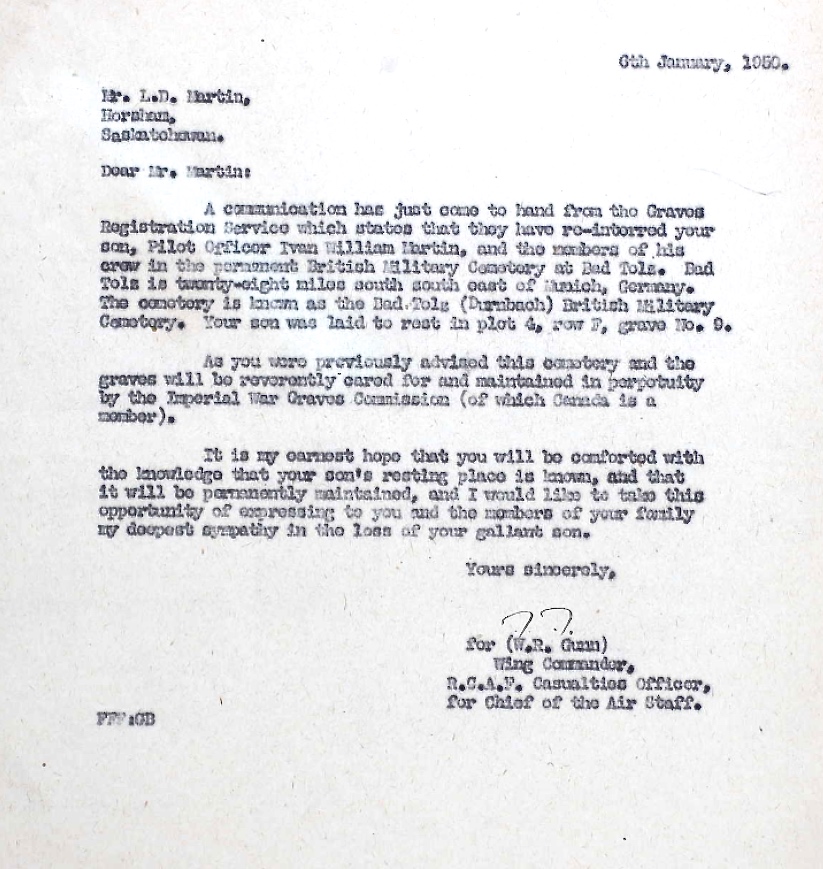 6th January, 1950.
Mr. L.D. Martin,
Horsham,
Saskatchewan.
Dear Mr. Martin:
A communication has just come to hand from the Graves
Registration Service which states that they have re-interred your
son, Pilot Officer Ivan William Martin, and the members of his
crew in the permanent British Military Cemetery at Bad Tolz. Bad
Tolz is twenty-eight miles south south east of Munich, Germany.
The cemetery is known as the Bad Tolz (Durnbach) British Military
Cemetery. Your son was laid to rest in plot 4, row F, grave No. 9.
As you were previously advised this cemetery and the
graves will be reverently cared for and maintained in perpetuity
by the Imperial War Graves Commission (of which Canada is a
member).
It is my earnest hope that you will be comforted with
the knowledge that your son's resting place is known, and that
it will be permanently maintained, and I would like to take this
opportunity of expressing to you and the members of your family
my deepest sympathy in the loss of your gallant son.
Yours sincerely,
for (W.R. Gunn)
Wing Commander,
R.C.A.F. Casualties Officer,
for Chief of the Air Staff.
FFF:GB